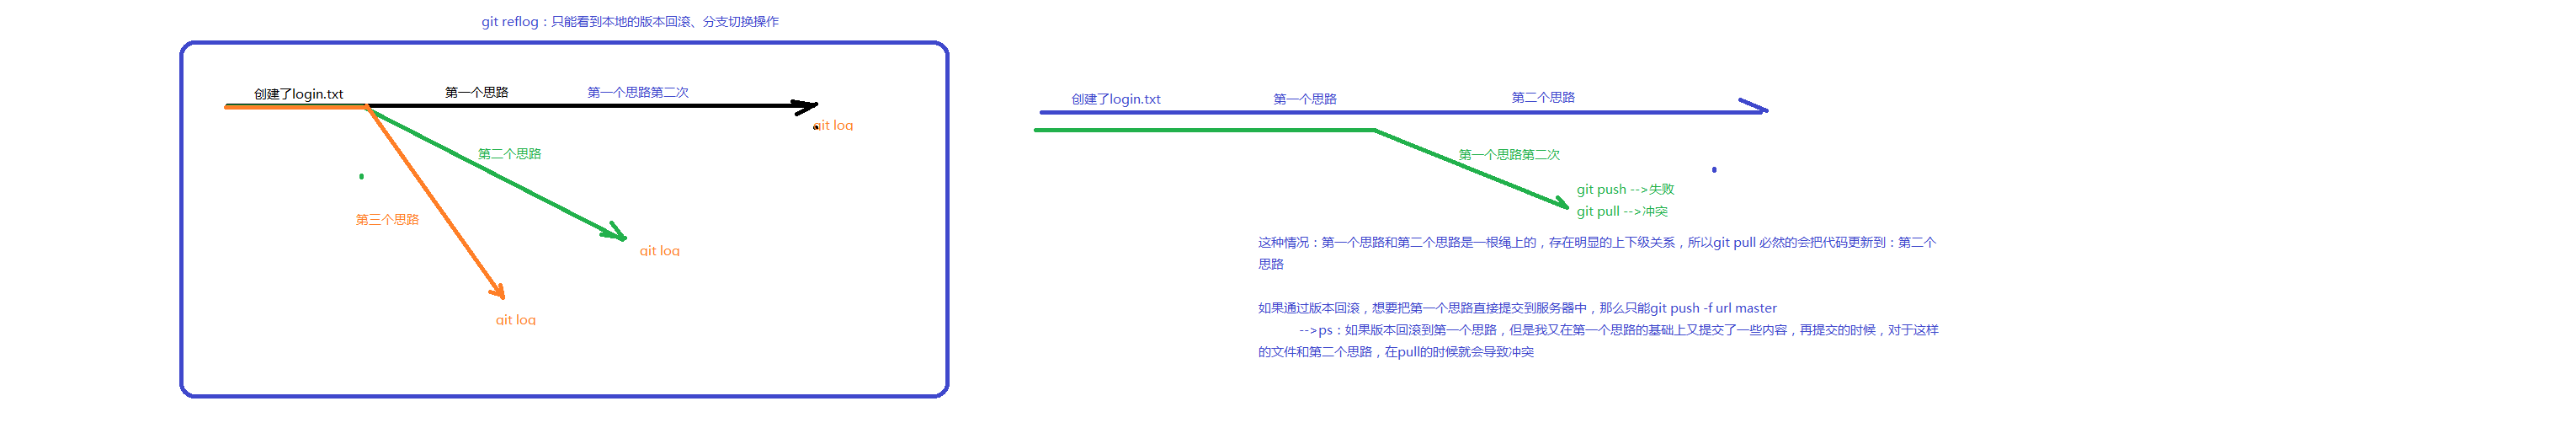 git reflog：只能看到本地的版本回滚、分支切换操作
创建了login.txt
第一个思路
第一个思路第二次
git log
第二个思路
第三个思路
git log
git log
创建了login.txt
第一个思路
第二个思路
第一个思路第二次
git push -->失败
git pull -->冲突
这种情况：第一个思路和第二个思路是一根绳上的，存在明显的上下级关系，所以git pull 必然的会把代码更新到：第二个
思路
如果通过版本回滚，想要把第一个思路直接提交到服务器中，那么只能git push -f url master
-->ps：如果版本回滚到第一个思路，但是我又在第一个思路的基础上又提交了一些内容，再提交的时候，对于这样
的文件和第二个思路，在pull的时候就会导致冲突